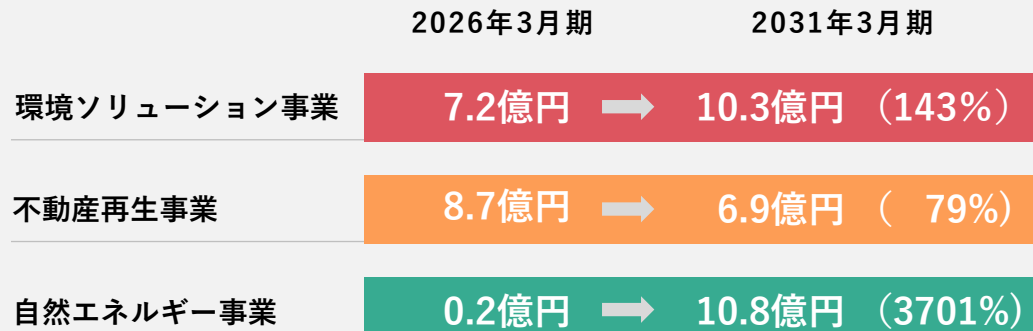 2026年3月期 2031年3月期
環境ソリューション事業 7.2億円 10.3億円 （143%）
不動産再生事業 8.7億円 6.9億円 （ 79%）
自然エネルギー事業 0.2億円 10.8億円 （3701%）